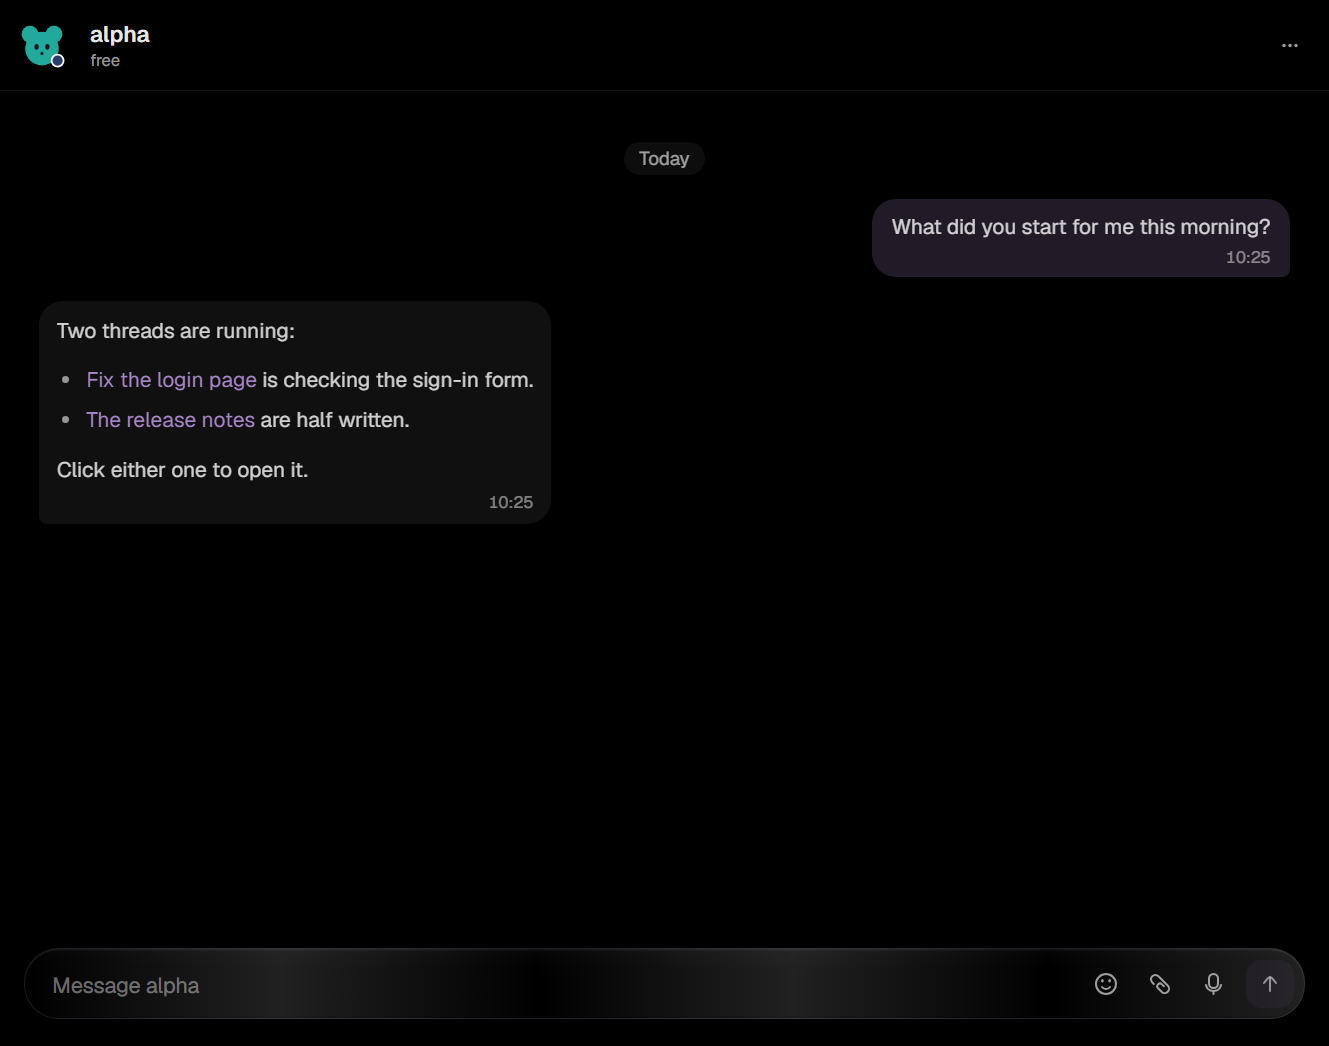 alpha
free
Today
What did you start for me this morning?
10:25
Two threads are running:
• Fix the login page is checking the sign-in form.
• The release notes are half written.
Click either one to open it.
10:25
Message alpha